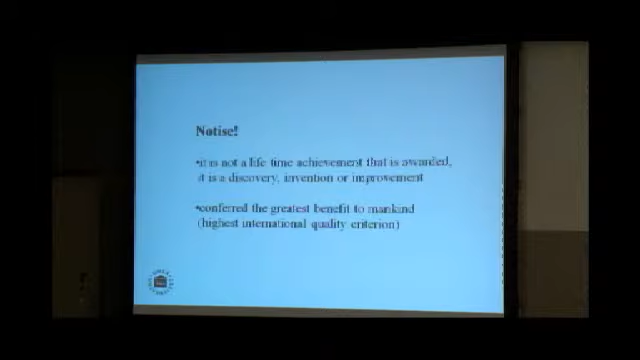 Notise!
•it is not a life time achievement that is awarded,
it is a discovery, invention or improvement
•conferred the greatest benefit to mankind
(highest international quality criterion)